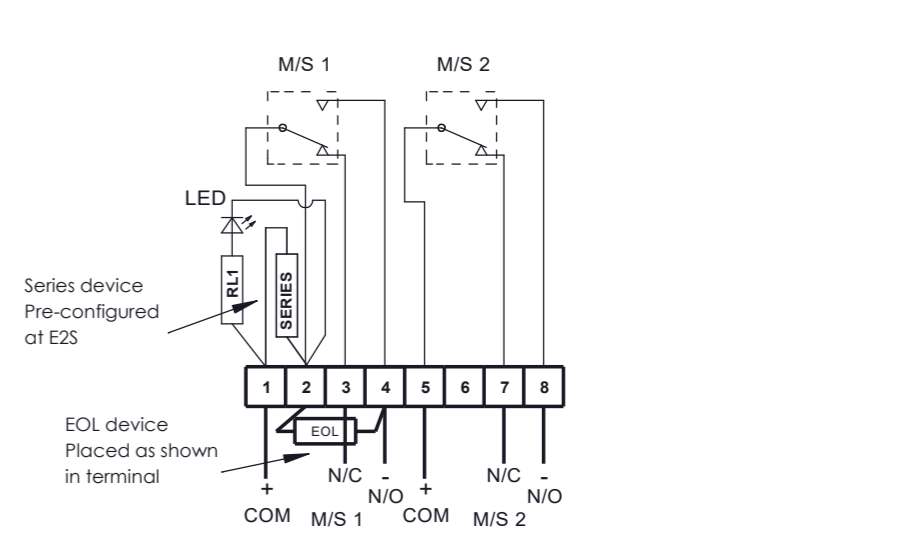 M/S 1
M/S 2
LED
RL1
SERIES
Series device
Pre-configured
at E2S
1 2 3 4 5 6 7 8
EOL device
Placed as shown
in terminal
EOL
N/C
N/C
+
-
N/O
+
-
N/O
COM
M/S 1
COM
M/S 2